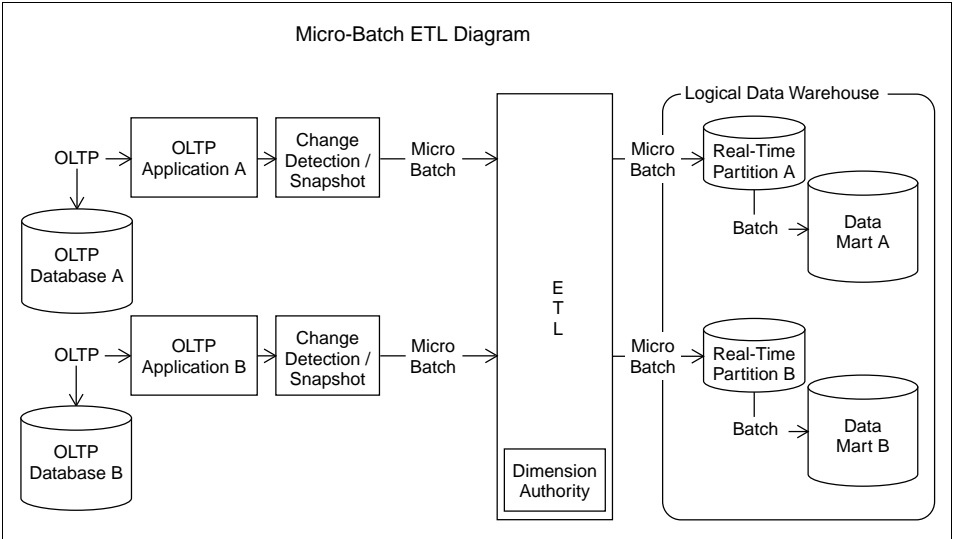 Micro-Batch ETL Diagram
Logical Data Warehouse
OLTP
OLTP
Application A
Change
Detection /
Snapshot
Micro
Batch
Micro
Batch
Real-Time
Partition A
Batch
Data
Mart A
OLTP
Database A
E
T
L
OLTP
OLTP
Application B
Change
Detection /
Snapshot
Micro
Batch
Micro
Batch
Real-Time
Partition B
Batch
Data
Mart B
OLTP
Database B
Dimension
Authority